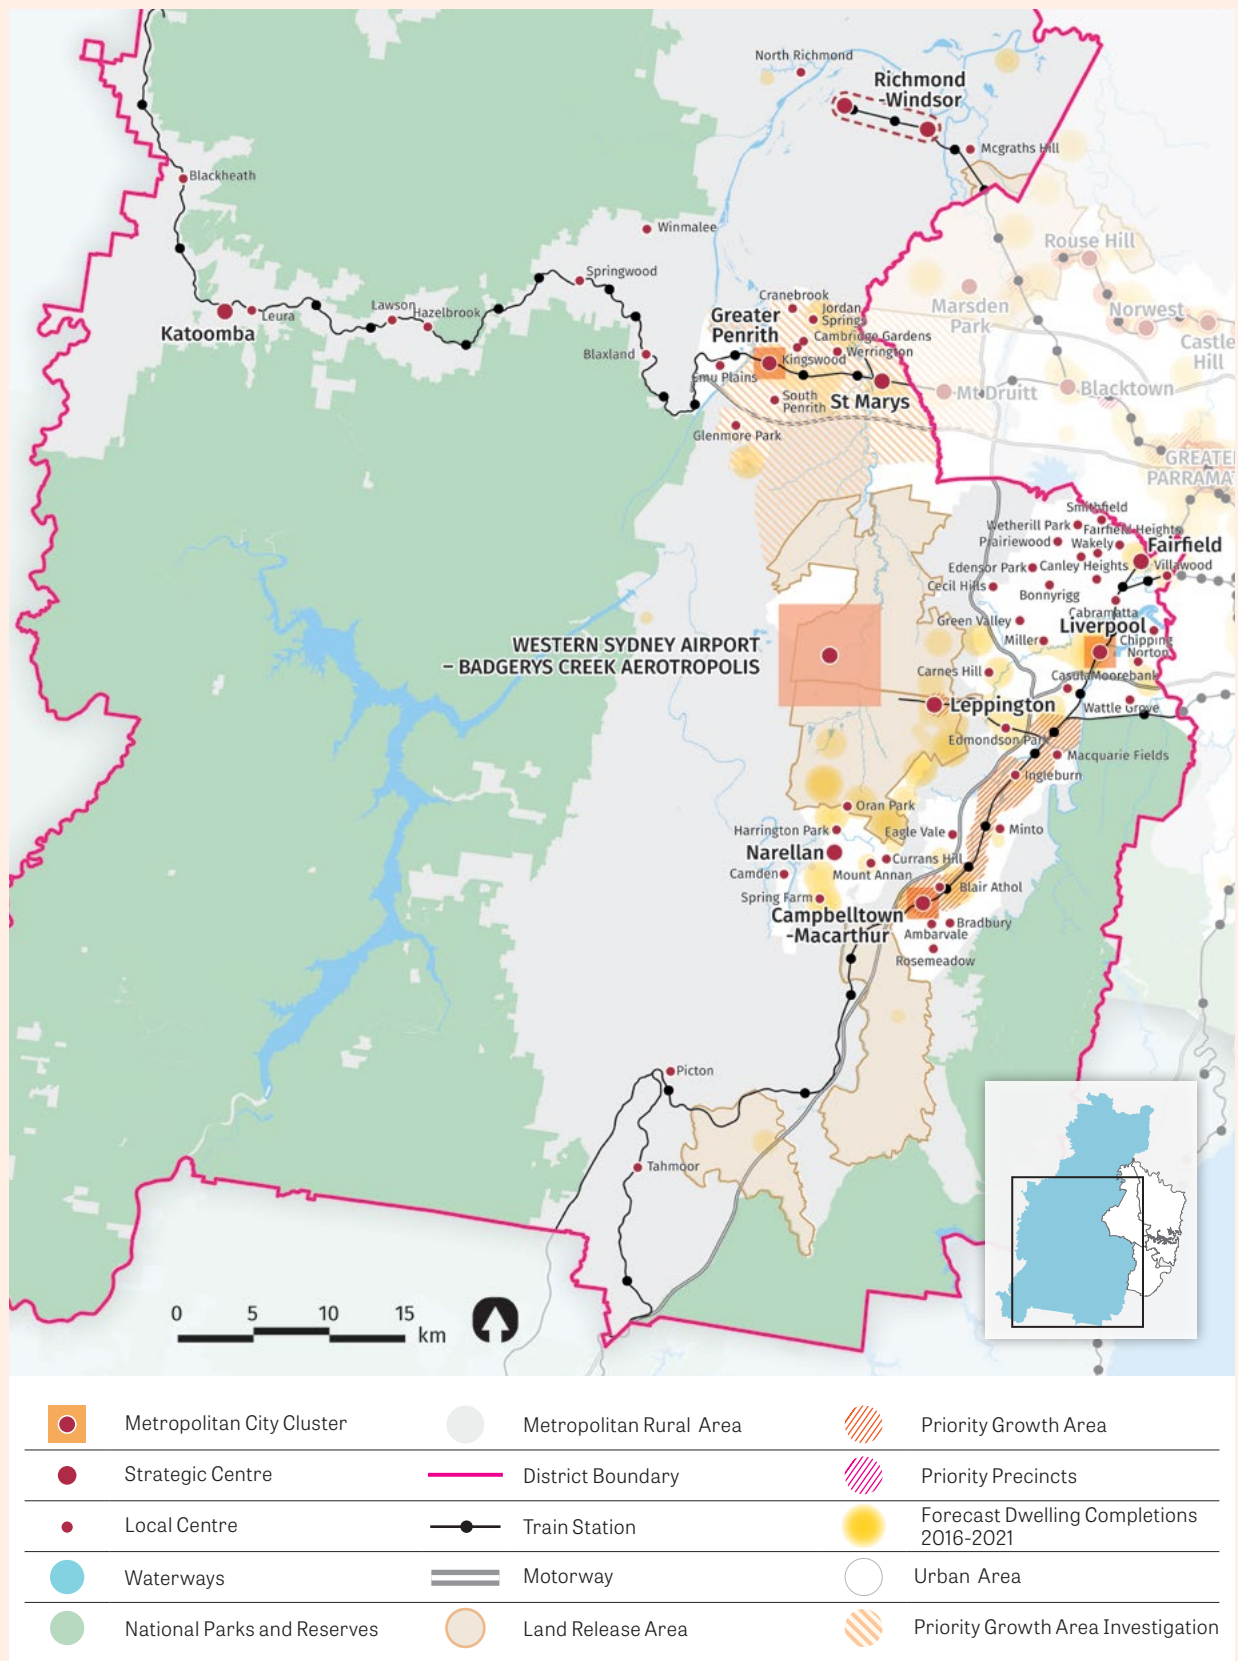 North Richmond
Richmond
-Windsor
Mcgraths Hill
Blackheath
Winmalee
Rouse Hill
Springwood
Cranebrook
Marsden
Park
Norwest
Lawson
Leura
Hazelbrook
Katoomba
Greater
Penrith
Jordan
Springs
Cambridge Gardens
Castle
Hill
Blaxland
Kingswood
Werrington
Emu Plains
Mt Druitt
Blacktown
South
Penrith
St Marys
Glenmore Park
GREATER
PARRAMA
Smithfield
Wetherill Park
Fairfield Heights
Prairiewood
Wakely
Fairfield
Edensor Park
Canley Heights
Villawood
Cecil Hills
Bonnyrigg
Cabramatta
Green Valley
Liverpool
Miller
Chipping
Norton
WESTERN SYDNEY AIRPORT
– BADGERYS CREEK AEROTROPOLIS
Carnes Hill
Casula
Moorebank
Leppington
Wattle Grove
Edmondson Park
Macquarie Fields
Ingleburn
Oran Park
Harrington Park
Eagle Vale
Minto
Narellan
Currans Hill
Camden
Mount Annan
Blair Athol
Spring Farm
Campbelltown
-Macarthur
Bradbury
Ambarvale
Rosemeadow
Picton
Tahmoor
0 5 10 15
km
Metropolitan City Cluster
Metropolitan Rural Area
Priority Growth Area
Strategic Centre
District Boundary
Priority Precincts
Local Centre
Train Station
Forecast Dwelling Completions
2016-2021
Waterways
Motorway
Urban Area
National Parks and Reserves
Land Release Area
Priority Growth Area Investigation